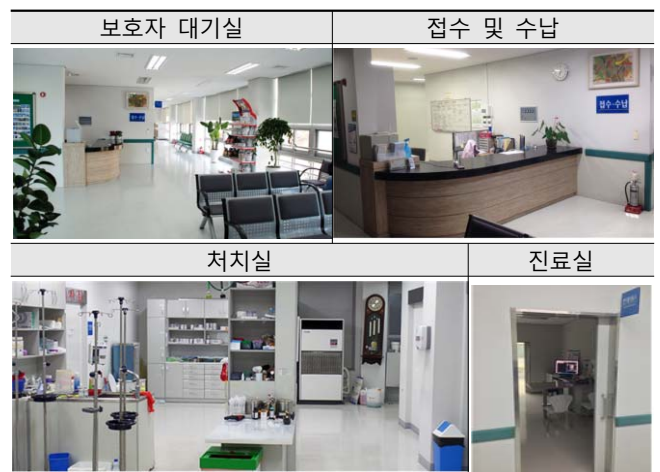 보호자 대기실
접수 및 수납
접수·수납
처치실
진료실